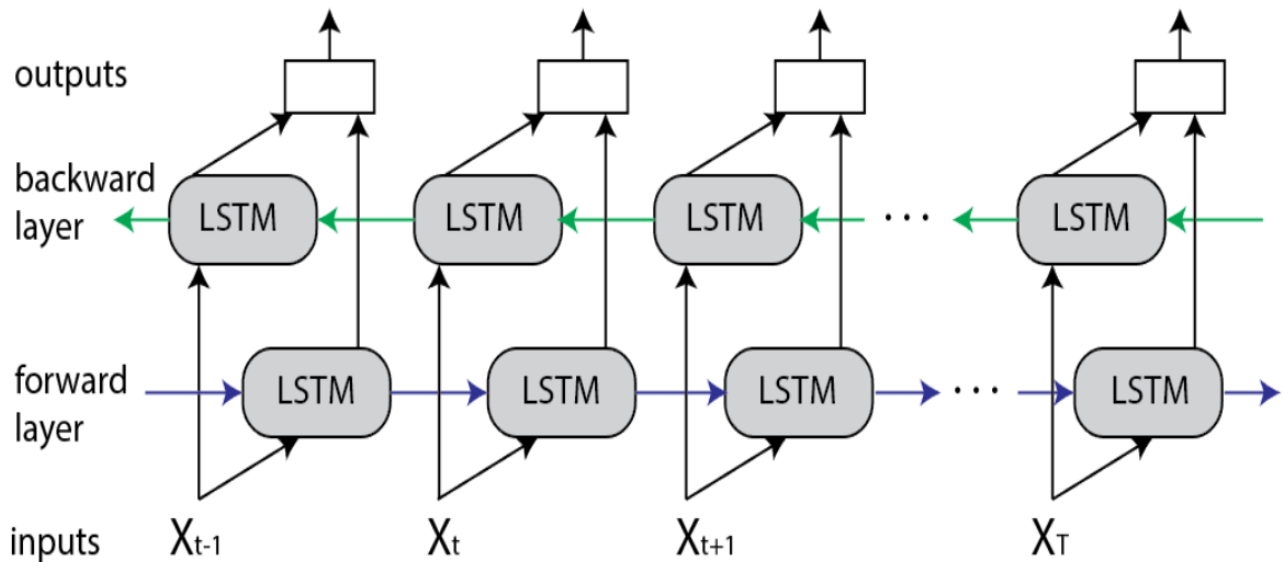 outputs
backward
layer
LSTM LSTM LSTM ... LSTM
forward
layer
LSTM LSTM LSTM ... LSTM
inputs Xt-1 Xt Xt+1 XT